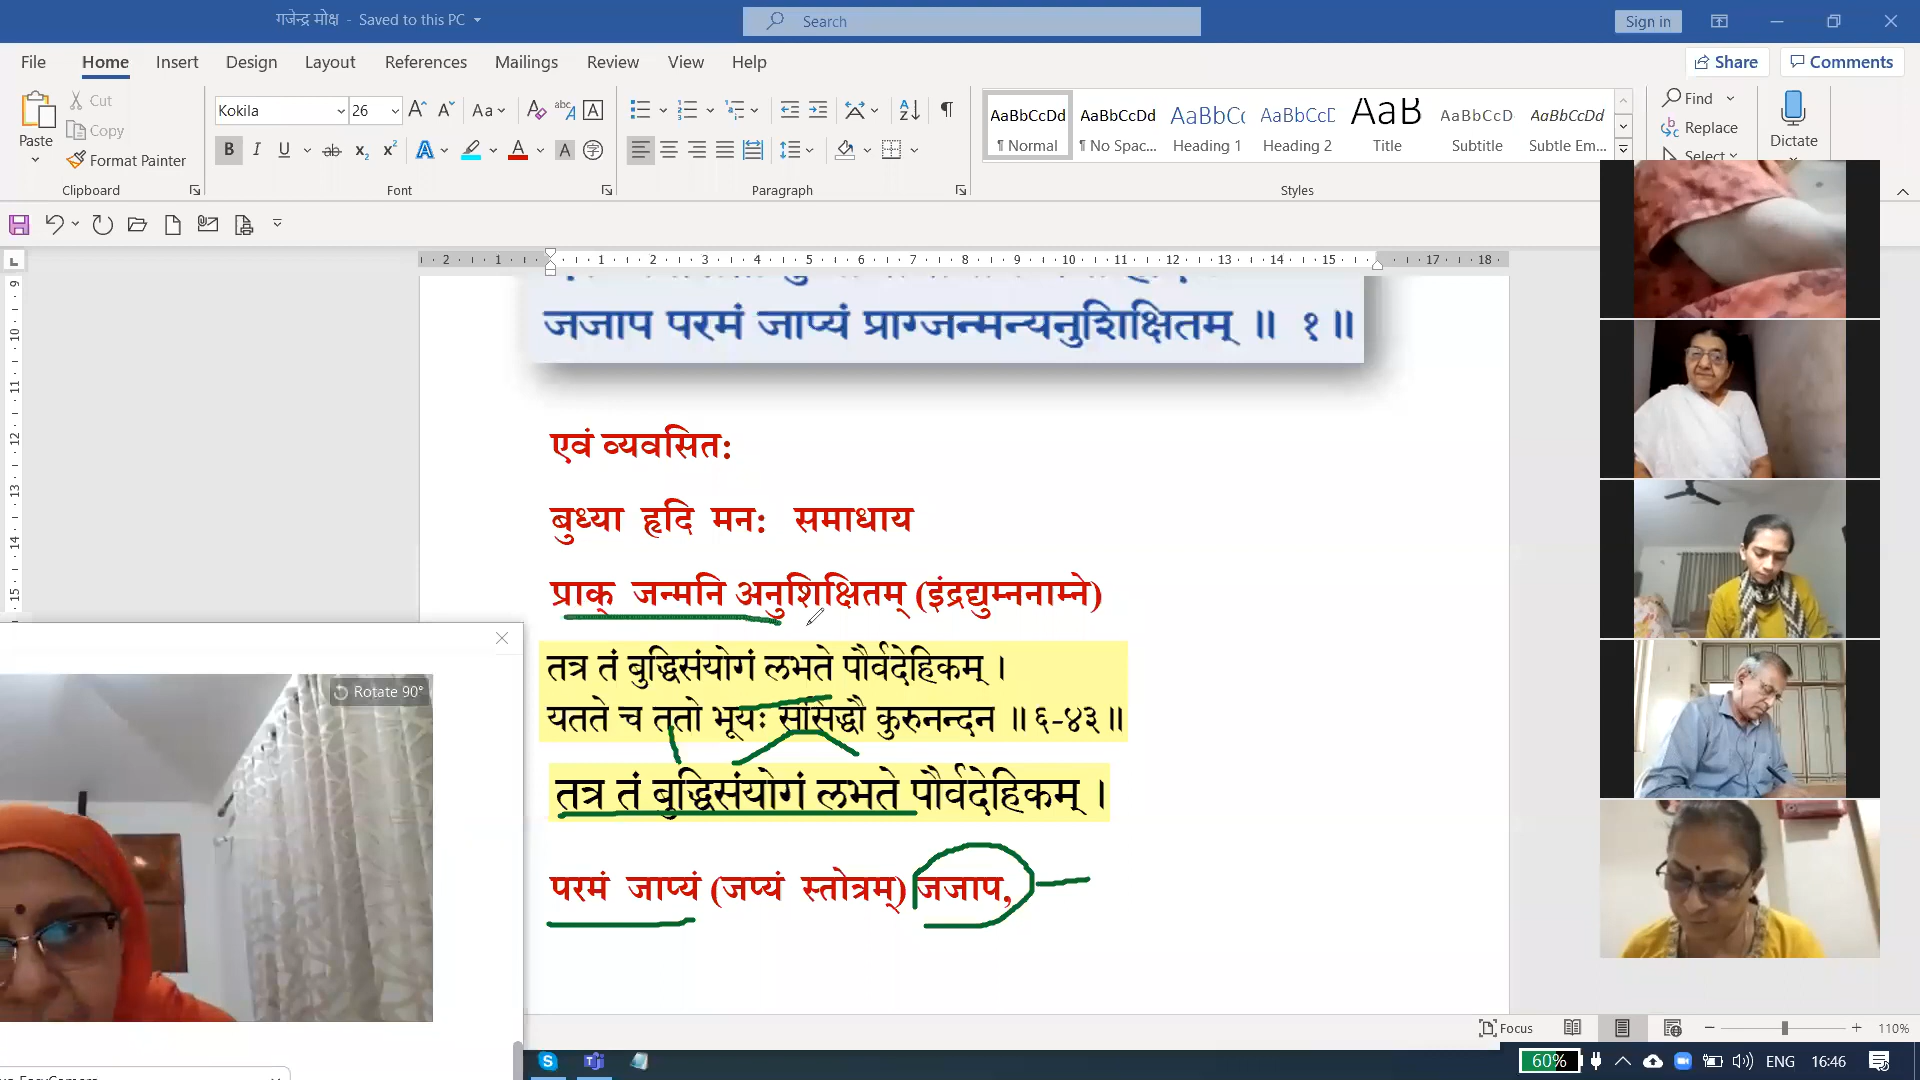 गजेन्द्र मोक्ष - Saved to this PC
Search
Sign in
File Home Insert Design Layout References Mailings Review View Help
Share Comments
Paste
Cut
Copy
Format Painter
Clipboard
Kokila 26
Font
Paragraph
AaBbCcDd AaBbCcDd AaBbCc AaBbCcD AaB AaBbCcD AaBbCcDd
¶ Normal ¶ No Spac... Heading 1 Heading 2 Title Subtitle Subtle Em...
Styles
Find
Replace
Select
Dictate
जजाप परमं जाप्यं प्राग्जन्मन्यनुशिक्षितम् ॥ १॥
एवं व्यवसित:
बुध्या हृदि मन: समाधाय
प्राक् जन्मनि अनुशिक्षितम् (इंद्रद्युम्ननाम्ने)
तत्र तं बुद्धिसंयोगं लभते पौर्वदेहिकम् ।
यतते च ततो भूयः संसिद्धौ कुरुनन्दन ॥६-४३॥
तत्र तं बुद्धिसंयोगं लभते पौर्वदेहिकम् ।
परमं जाप्यं (जप्यं स्तोत्रम्) जजाप,
Rotate 90°
Focus
110%
60%
ENG
16:46